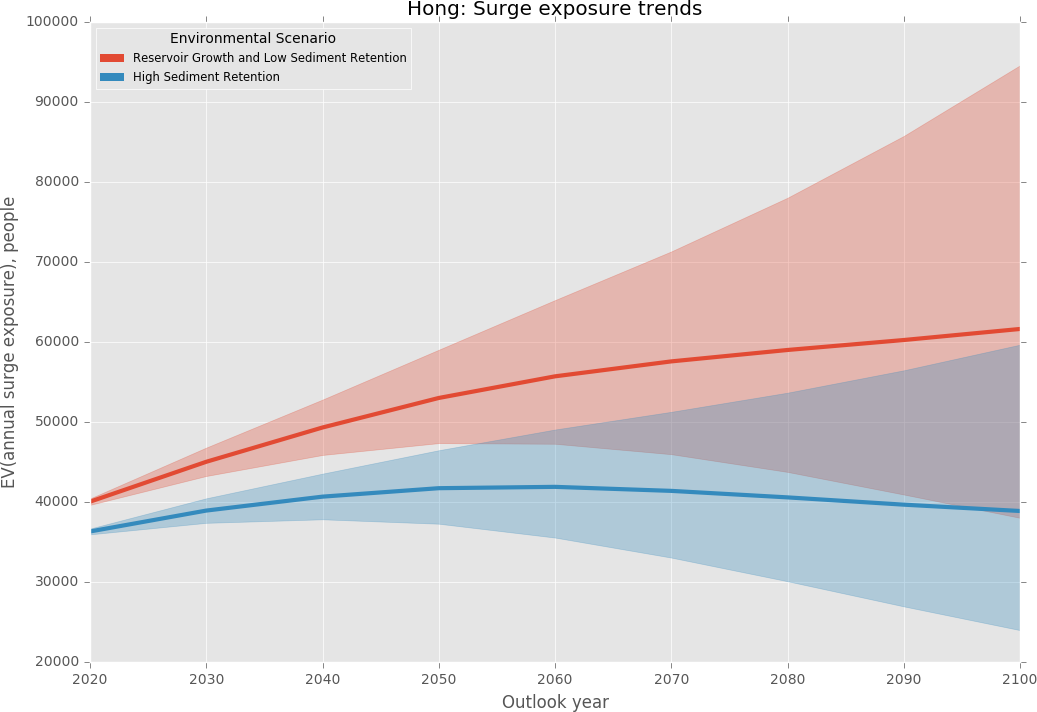 Hong: Surge exposure trends
Environmental Scenario
Reservoir Growth and Low Sediment Retention
High Sediment Retention
EV(annual surge exposure), people
100000
90000
80000
70000
60000
50000
40000
30000
20000
2020 2030 2040 2050 2060 2070 2080 2090 2100
Outlook year